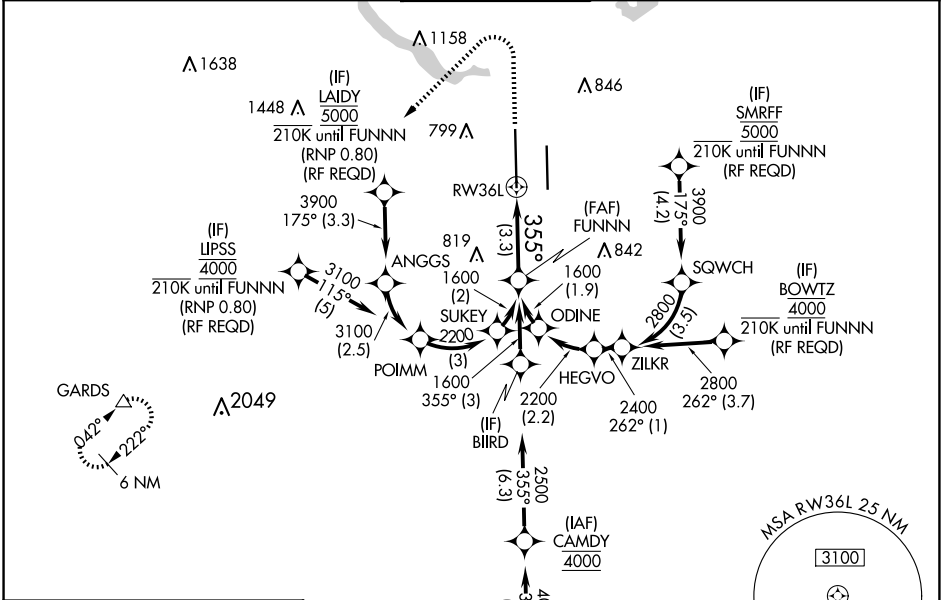 1158
1638
846
(IF)
LAIDY
5000
210K until FUNNN
(RNP 0.80)
(RF REQD)
1448
799
(IF)
SMRFF
5000
210K until FUNNN
(RF REQD)
RW36L
3900
175° (3.3)
3900
175°
(4.2)
355°
(3.3)
(FAF)
FUNNN
(IF)
LIPSS
4000
210K until FUNNN
(RNP 0.80)
(RF REQD)
819
842
ANGGS
1600
(2)
1600
(1.9)
SQWCH
(IF)
BOWTZ
4000
210K until FUNNN
(RF REQD)
3100
115°
(5)
2800
(3.5)
SUKEY
ODINE
3100
(2.5)
2200
(3)
POIMM
ZILKR
HEGVO
1600
355° (3)
2200
(2.2)
2400
262° (1)
2800
262° (3.7)
(IF)
BIIRD
GARDS
042°
222°
6 NM
2049
2500
355°
(6.3)
(IAF)
CAMDY
4000
MSA RW36L 25 NM
3100